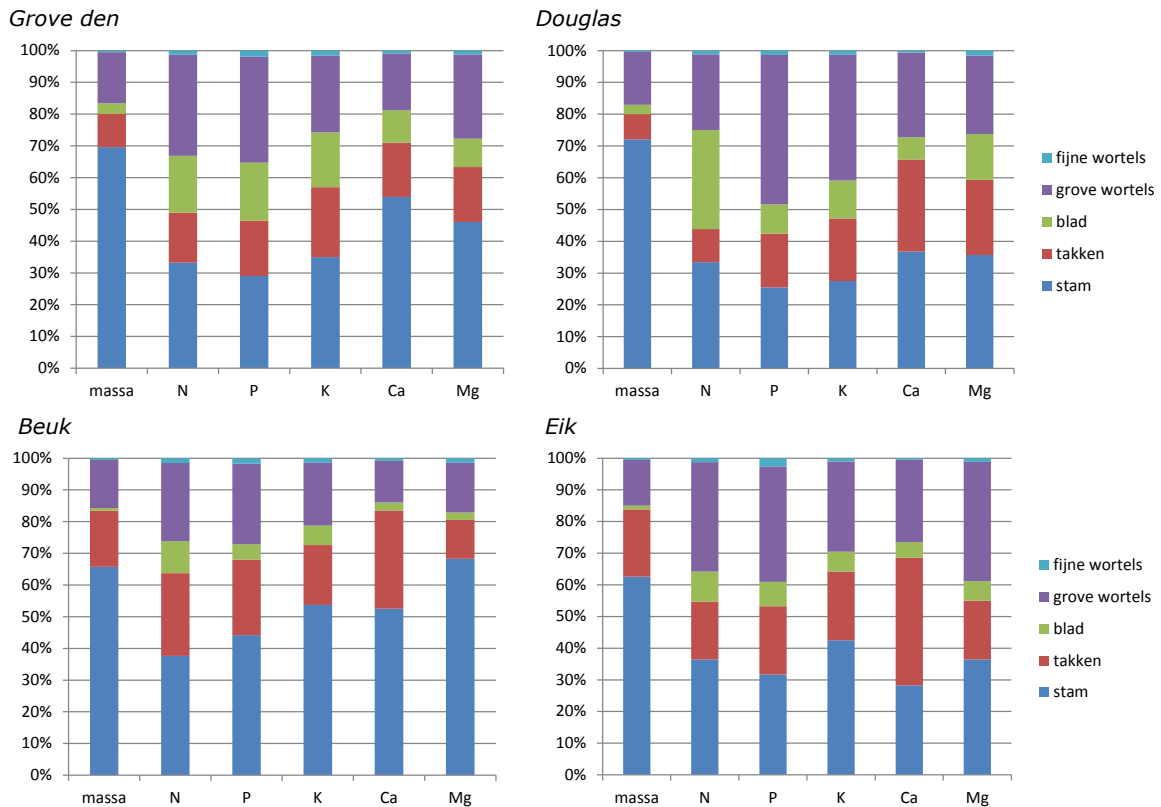 Grove den
100%
90%
80%
70%
60%
50%
40%
30%
20%
10%
0%
massa N P K Ca Mg
Douglas
100%
90%
80%
70%
60%
50%
40%
30%
20%
10%
0%
massa N P K Ca Mg
fijne wortels
grove wortels
blad
takken
stam
Beuk
100%
90%
80%
70%
60%
50%
40%
30%
20%
10%
0%
massa N P K Ca Mg
Eik
100%
90%
80%
70%
60%
50%
40%
30%
20%
10%
0%
massa N P K Ca Mg
fijne wortels
grove wortels
blad
takken
stam